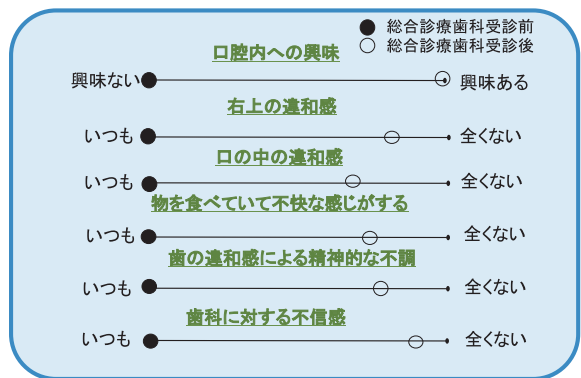 ● 総合診療歯科受診前
○ 総合診療歯科受診後
口腔内への興味
興味ない 興味ある
右上の違和感
いつも 全くない
口の中の違和感
いつも 全くない
物を食べていて不快な感じがする
いつも 全くない
歯の違和感による精神的な不調
いつも 全くない
歯科に対する不信感
いつも 全くない